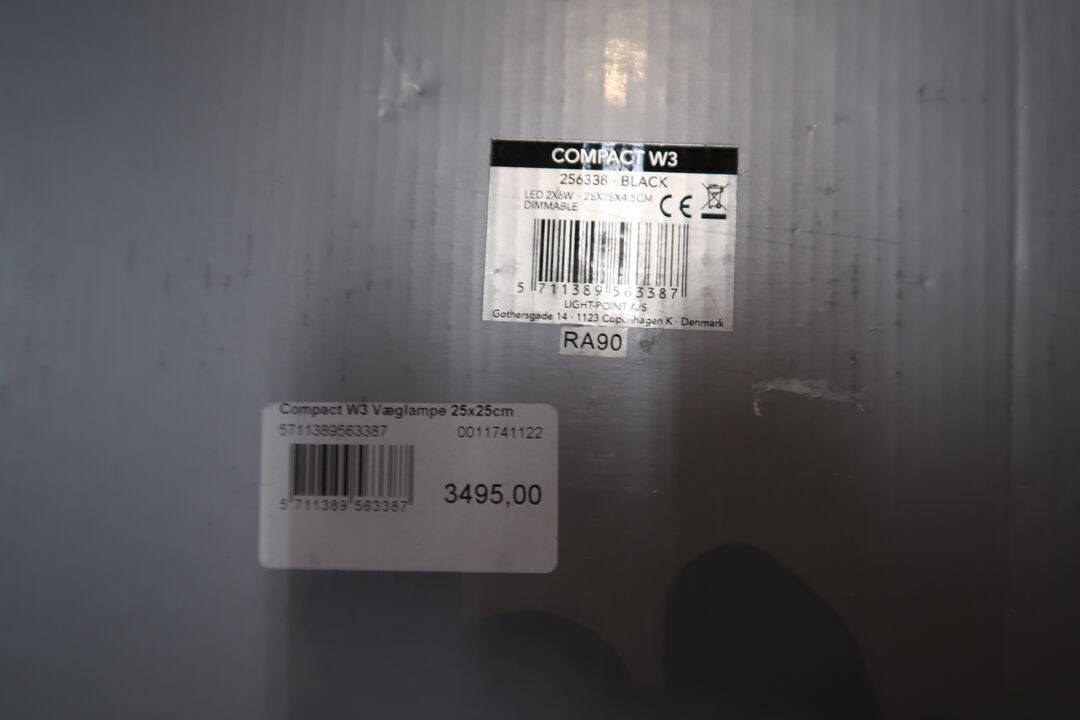 COMPACT W3
256338 · BLACK
LED 2X6W · 25X25X4.5CM
DIMMABLE
CE
5 711389 563387
LIGHT-POINT A/S
Gothersgade 14 · 1123 Copenhagen K · Denmark
RA90
Compact W3 Væglampe 25x25cm
5711389563387 0011741122
3495,00
5 711389 563387